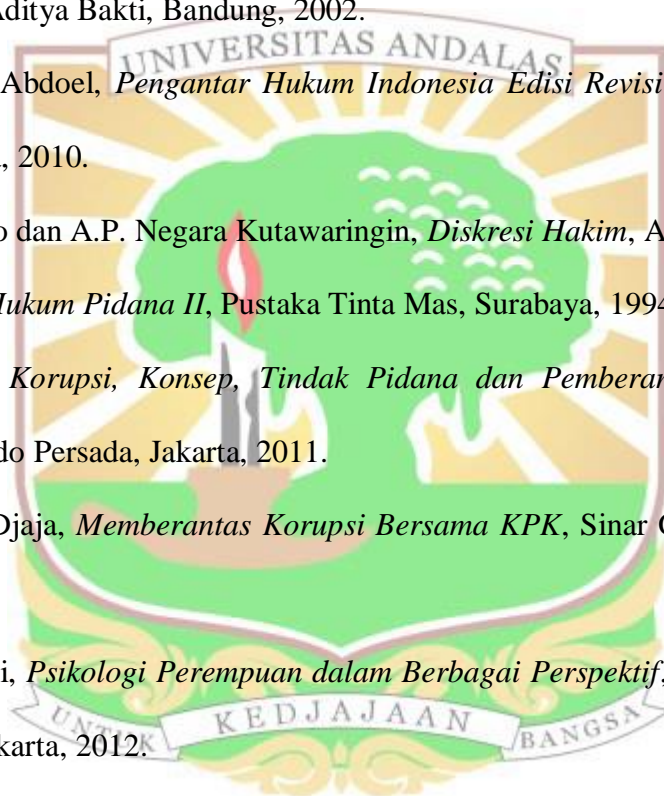 Aditya Bakti, Bandung, 2002.
UNIVERSITAS ANDALAS
Abdoel, Pengantar Hukum Indonesia Edisi Revisi
, 2010.
o dan A.P. Negara Kutawaringin, Diskresi Hakim, A
Hukum Pidana II, Pustaka Tinta Mas, Surabaya, 1994
Korupsi, Konsep, Tindak Pidana dan Pemberan
do Persada, Jakarta, 2011.
Djaja, Memberantas Korupsi Bersama KPK, Sinar G
i, Psikologi Perempuan dalam Berbagai Perspektif,
UNTUK KEDJAJAAN BANGSA
karta, 2012.